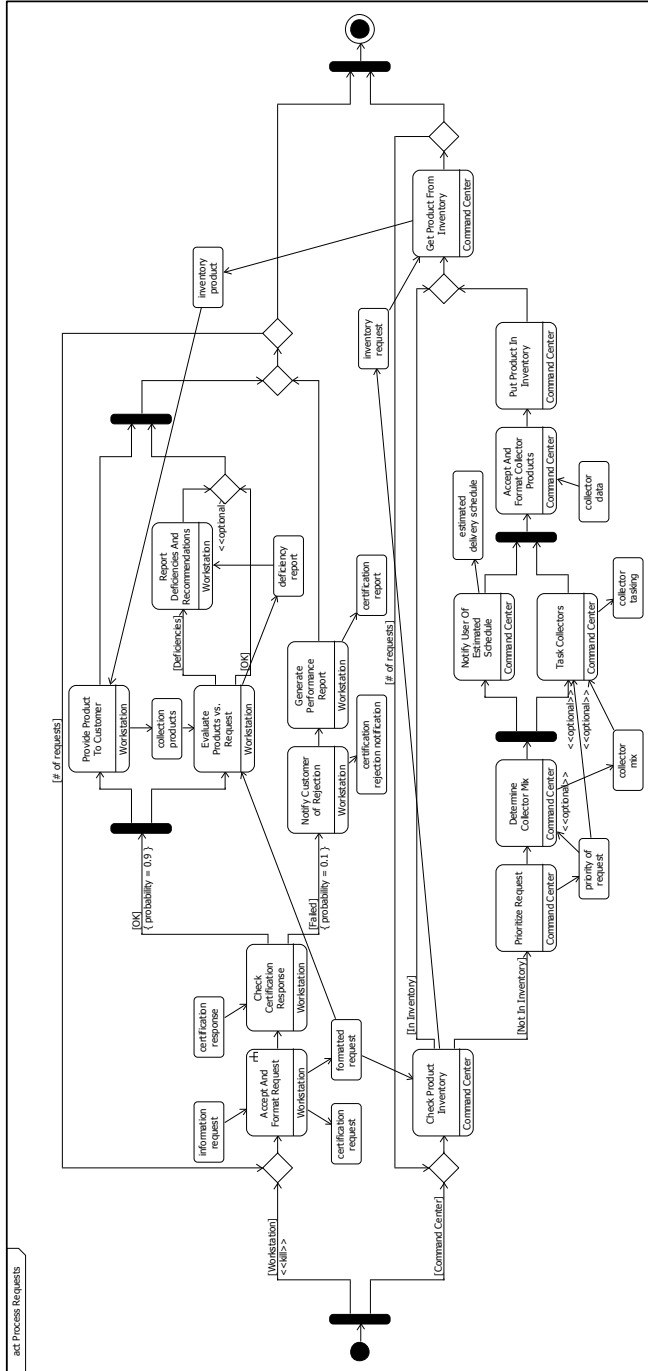 act Process Requests
[# of requests]
[Workstation]
<<kill>>
information
request
Accept And
Format Request
Workstation
certification
request
formatted
request
certification
response
Check
Certification
Response
Workstation
[OK]
{ probability = 0.9 }
[Failed]
{ probability = 0.1 }
Provide Product
To Customer
Workstation
collection
products
Evaluate
Products vs.
Request
Workstation
[Deficiencies]
[OK]
Report
Deficiencies And
Recommendations
Workstation
<<optional>>
deficiency
report
Notify Customer
of Rejection
Workstation
certification
rejection notification
Generate
Performance
Report
Workstation
certification
report
inventory
product
[# of requests]
[Command Center]
Check Product
Inventory
Command Center
[In Inventory]
[Not In Inventory]
inventory
request
Get Product From
Inventory
Command Center
Prioritize Request
Command Center
priority of
request
Determine
Collector Mix
Command Center
<<optional>>
collector
mix
Notify User Of
Estimated
Schedule
Command Center
estimated
delivery schedule
<<optional>>
<<optional>>
Task Collectors
Command Center
collector
tasking
Accept And
Format Collector
Products
Command Center
collector
data
Put Product In
Inventory
Command Center